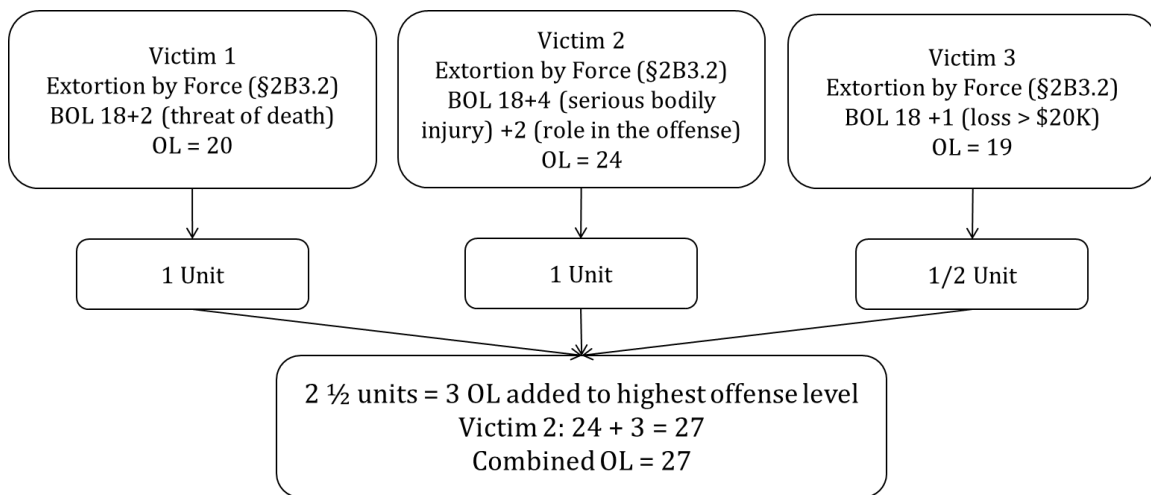 Victim 1
Extortion by Force (§2B3.2)
BOL 18+2 (threat of death)
OL = 20
Victim 2
Extortion by Force (§2B3.2)
BOL 18+4 (serious bodily
injury) +2 (role in the offense)
OL = 24
Victim 3
Extortion by Force (§2B3.2)
BOL 18 +1 (loss > $20K)
OL = 19
1 Unit
1 Unit
1/2 Unit
2 ½ units = 3 OL added to highest offense level
Victim 2: 24 + 3 = 27
Combined OL = 27